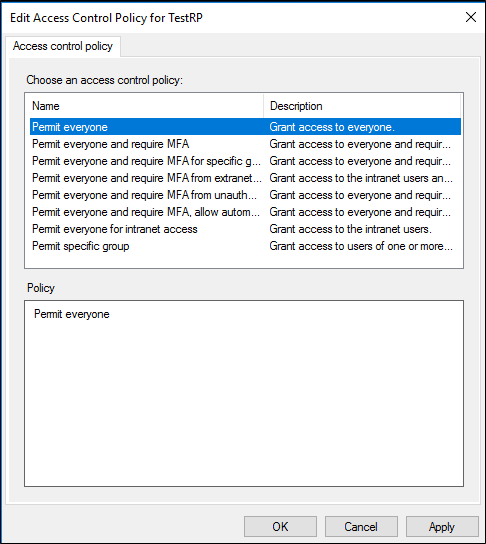 Edit Access Control Policy for TestRP
Access control policy
Choose an access control policy:
Name Description
Permit everyone Grant access to everyone.
Permit everyone and require MFA Grant access to everyone and requir...
Permit everyone and require MFA for specific g... Grant access to everyone and requir...
Permit everyone and require MFA from extranet... Grant access to the intranet users an...
Permit everyone and require MFA from unauth... Grant access to everyone and requir...
Permit everyone and require MFA, allow autom... Grant access to everyone and requir...
Permit everyone for intranet access Grant access to the intranet users.
Permit specific group Grant access to users of one or more...
Policy
Permit everyone
OK Cancel Apply